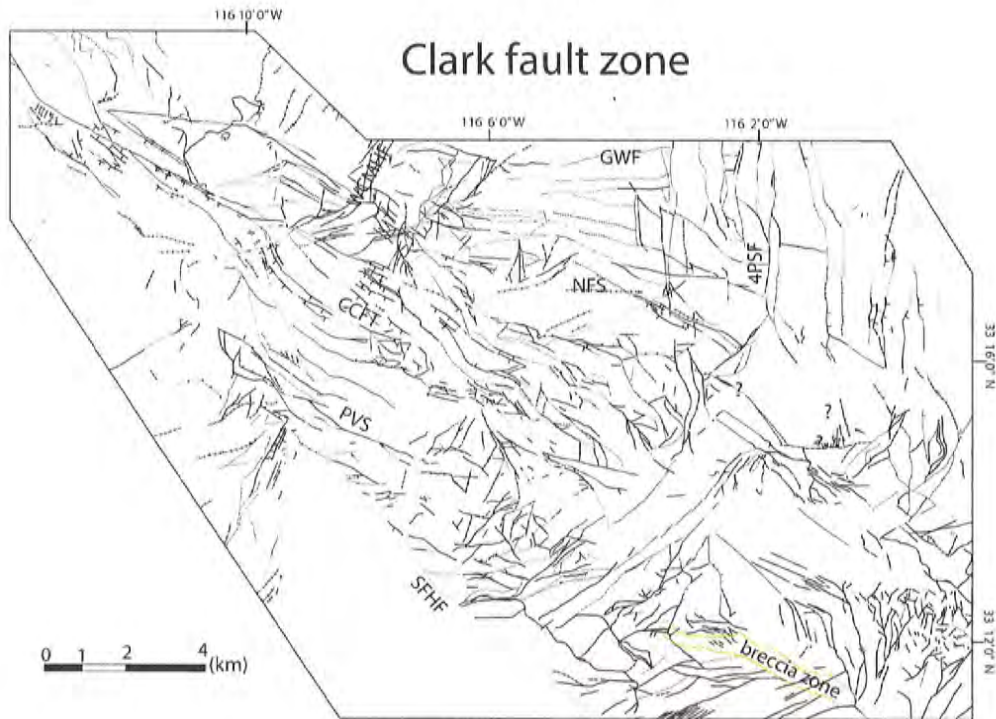 116 10'0"W
Clark fault zone
116 6'0"W
116 2'0"W
GWF
4PSF
NFS
CCFT
33 16'0" N
?
?
PVS
SFHF
33 12'0" N
0 1 2 4
(km)
breccia zone